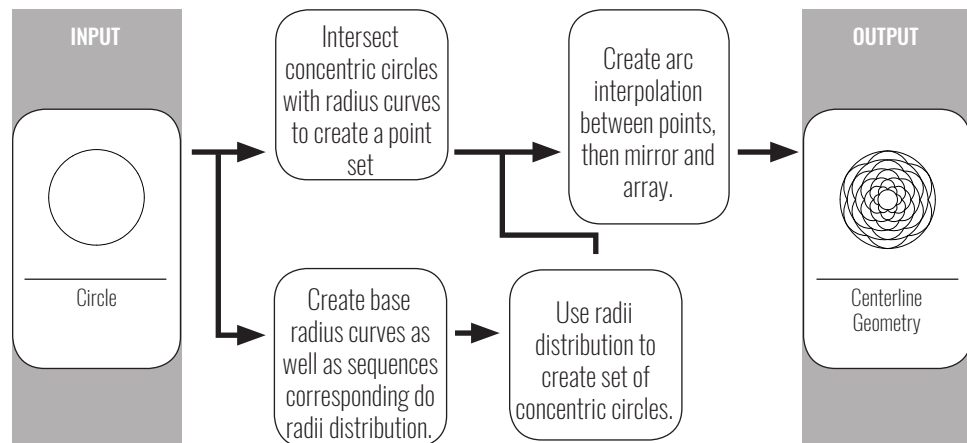 INPUT
Circle
Intersect
concentric circles
with radius curves
to create a point
set
Create base
radius curves as
well as sequences
corresponding do
radii distribution.
Use radii
distribution to
create set of
concentric circles.
Create arc
interpolation
between points,
then mirror and
array.
OUTPUT
Centerline
Geometry